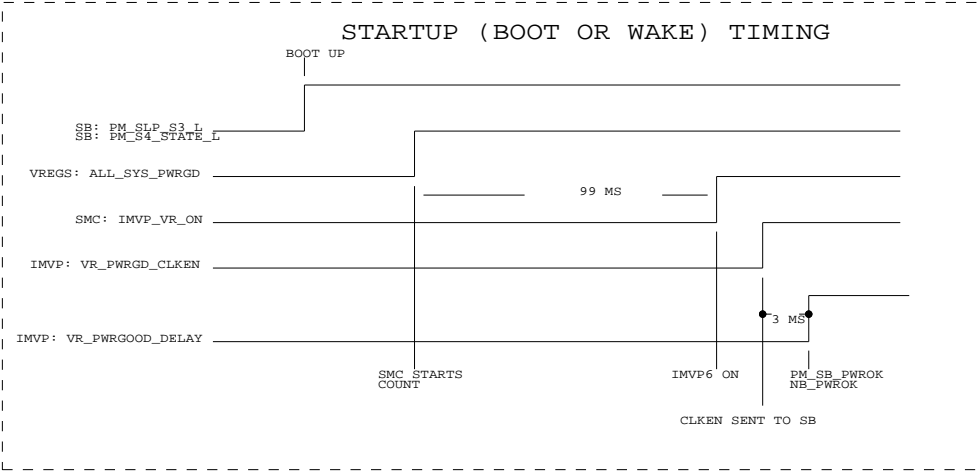 STARTUP (BOOT OR WAKE) TIMING
BOOT UP
SB: PM_SLP_S3_L
SB: PM_S4_STATE_L
VREGS: ALL_SYS_PWRGD
99 MS
SMC: IMVP_VR_ON
IMVP: VR_PWRGD_CLKEN
3 MS
IMVP: VR_PWRGOOD_DELAY
SMC STARTS
COUNT
IMVP6 ON
PM_SB_PWROK
NB_PWROK
CLKEN SENT TO SB